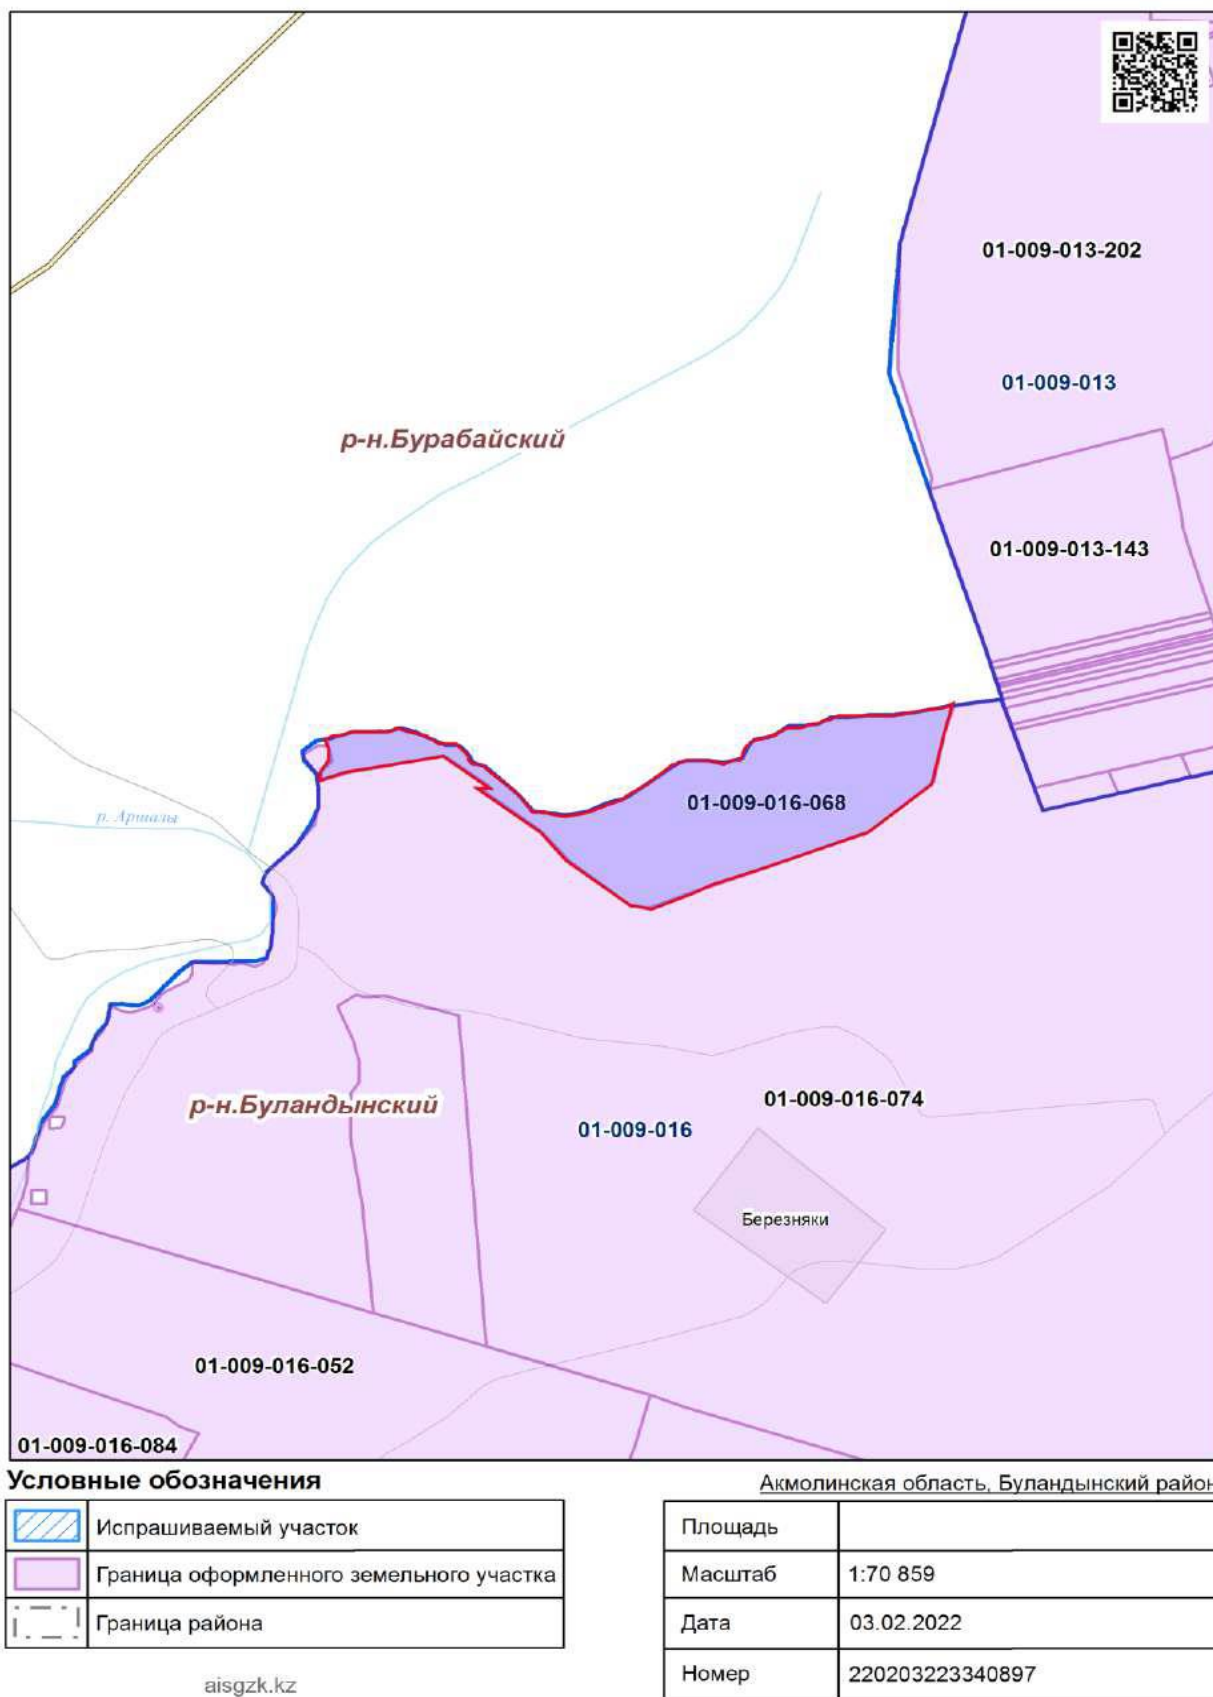 01-009-013-202
01-009-013
р-н.Бурабайский
01-009-013-143
01-009-016-068
р. Аршалы
р-н.Буландынский
01-009-016-074
01-009-016
Березняки
01-009-016-052
01-009-016-084
Условные обозначения
Испрашиваемый участок
Граница оформленного земельного участка
Граница района
aisgzk.kz
Акмолинская область, Буландынский район
Площадь
Масштаб 1:70 859
Дата 03.02.2022
Номер 220203223340897